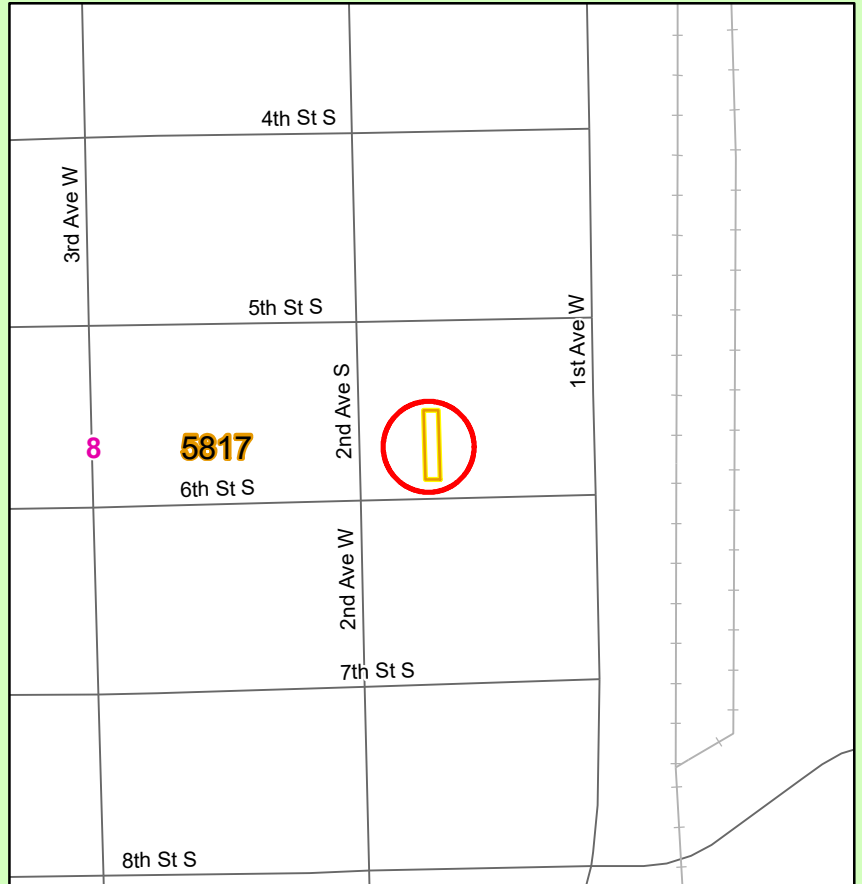 4th St S
3rd Ave W
5th St S
1st Ave W
2nd Ave S
8
5817
6th St S
2nd Ave W
7th St S
8th St S